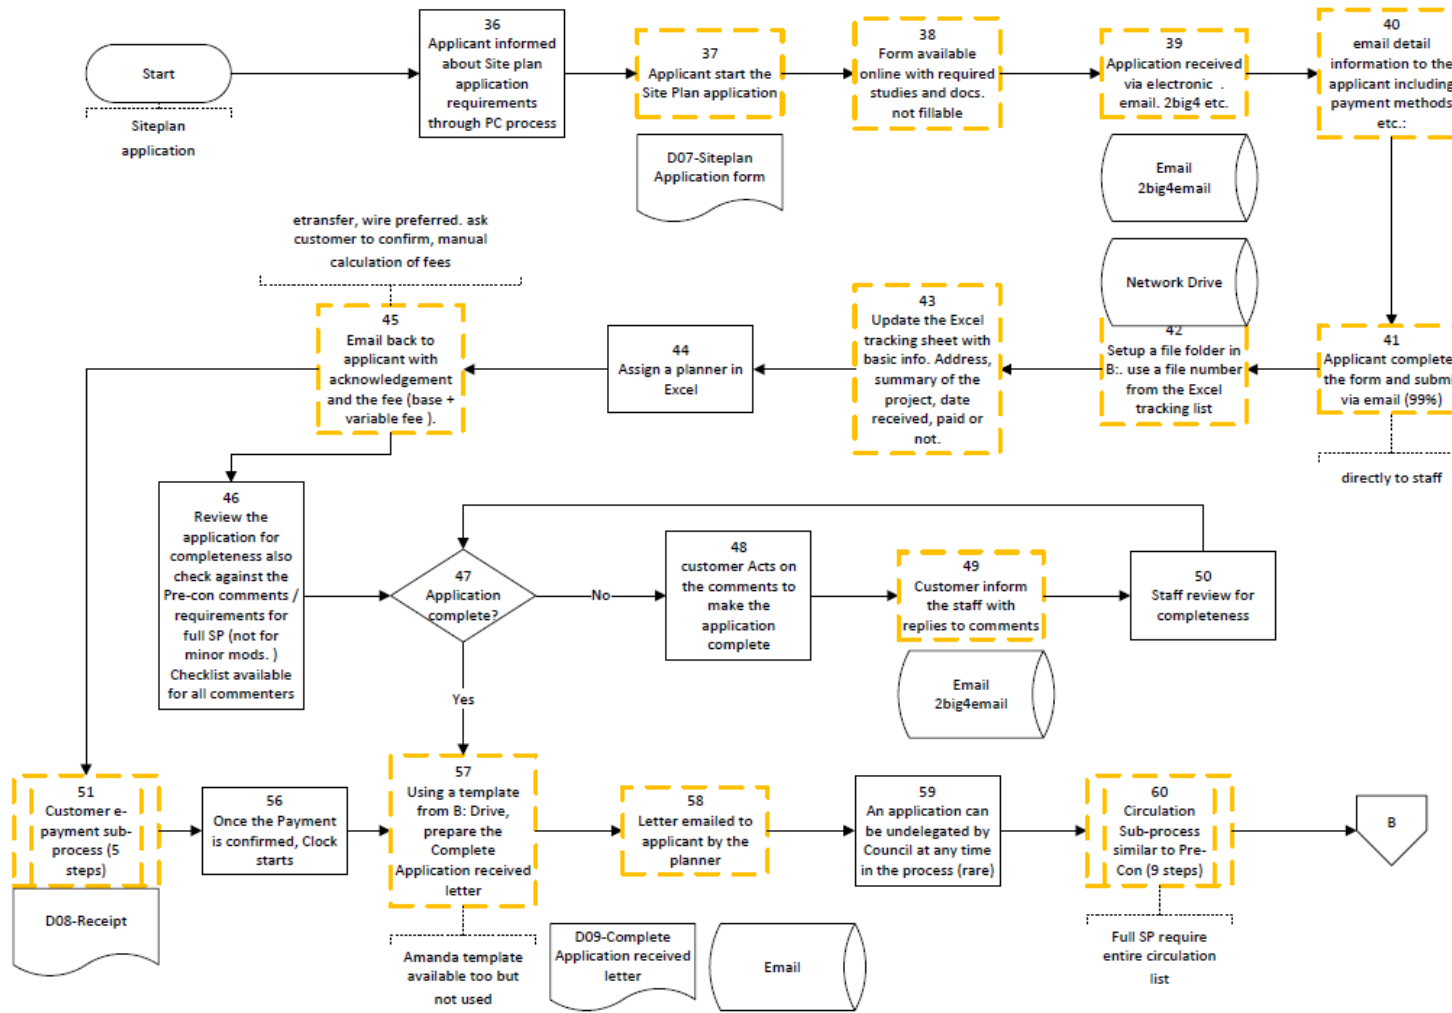 Start
Siteplan
application
36
Applicant informed
about Site plan
application
requirements
through PC process
37
Applicant start the
Site Plan application
D07-Siteplan
Application form
38
Form available
online with required
studies and docs.
not fillable
39
Application received
via electronic .
email. 2big4 etc.
Email
2big4email
40
email detail
information to the
applicant including
payment methods
etc.:
etransfer, wire preferred. ask
customer to confirm, manual
calculation of fees
45
Email back to
applicant with
acknowledgement
and the fee (base +
variable fee ).
44
Assign a planner in
Excel
43
Update the Excel
tracking sheet with
basic info. Address,
summary of the
project, date
received, paid or
not.
Network Drive
42
Setup a file folder in
B:. use a file number
from the Excel
tracking list
41
Applicant complete
the form and submi
via email (99%)
directly to staff
46
Review the
application for
completeness also
check against the
Pre-con comments /
requirements for
full SP (not for
minor mods. )
Checklist available
for all commenters
47
Application
complete?
No
Yes
48
customer Acts on
the comments to
make the
application
complete
49
Customer inform
the staff with
replies to comments
Email
2big4email
50
Staff review for
completeness
51
Customer e-
payment sub-
process (5
steps)
D08-Receipt
56
Once the Payment
is confirmed, Clock
starts
57
Using a template
from B: Drive,
prepare the
Complete
Application received
letter
Amanda template
available too but
not used
58
Letter emailed to
applicant by the
planner
D09-Complete
Application received
letter
Email
59
An application can
be undelegated by
Council at any time
in the process (rare)
60
Circulation
Sub-process
similar to Pre-
Con (9 steps)
Full SP require
entire circulation
list
B